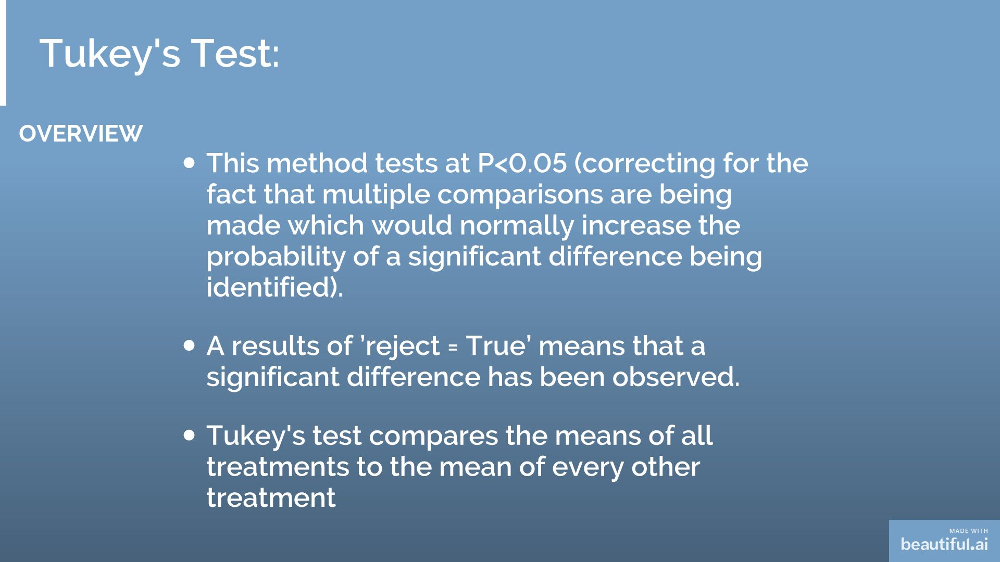 Tukey's Test:
OVERVIEW
• This method tests at P<0.05 (correcting for the
fact that multiple comparisons are being
made which would normally increase the
probability of a significant difference being
identified).
• A results of ’reject = True’ means that a
significant difference has been observed.
• Tukey's test compares the means of all
treatments to the mean of every other
treatment
MADE WITH
beautiful.ai